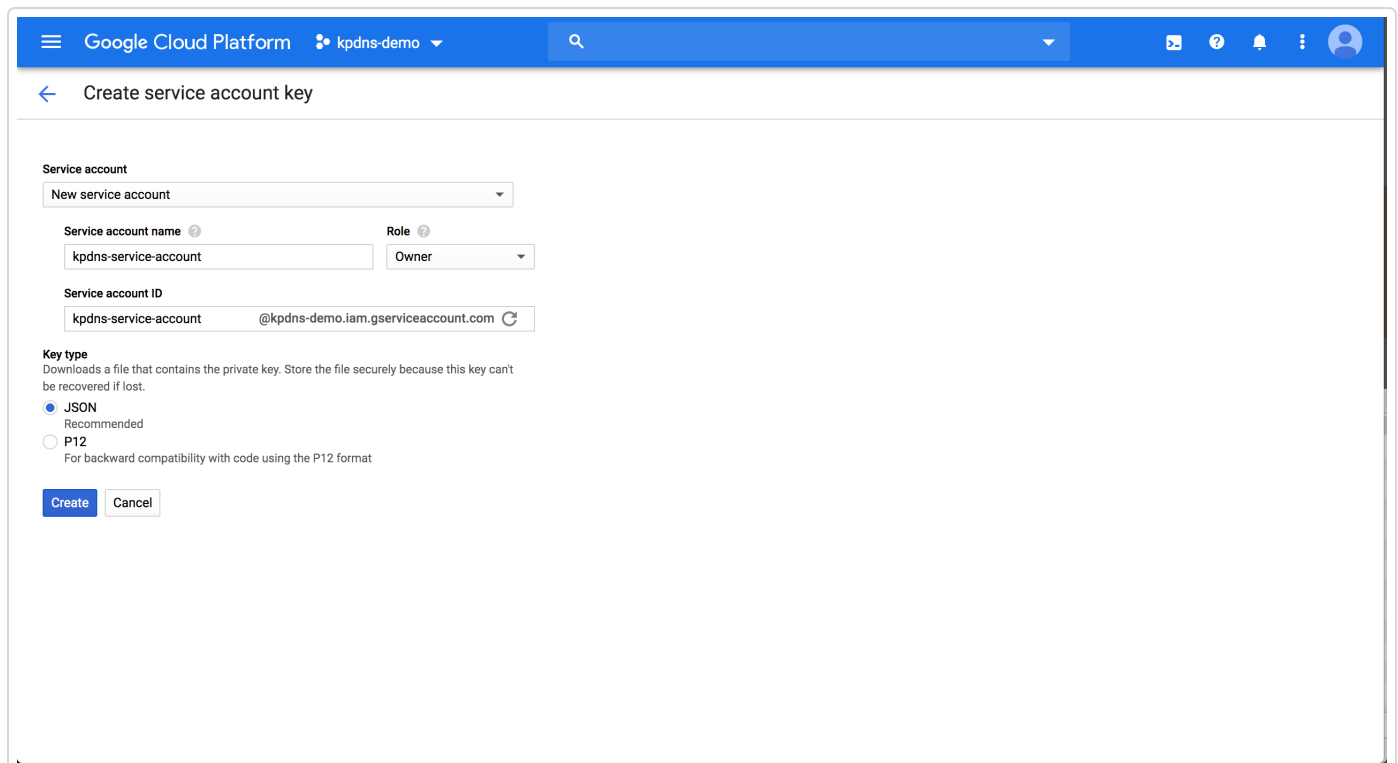 Google Cloud Platform kpdns-demo
Create service account key
Service account
New service account
Service account name Role
kpdns-service-account Owner
Service account ID
kpdns-service-account @kpdns-demo.iam.gserviceaccount.com
Key type
Downloads a file that contains the private key. Store the file securely because this key can't
be recovered if lost.
JSON
Recommended
P12
For backward compatibility with code using the P12 format
Create Cancel